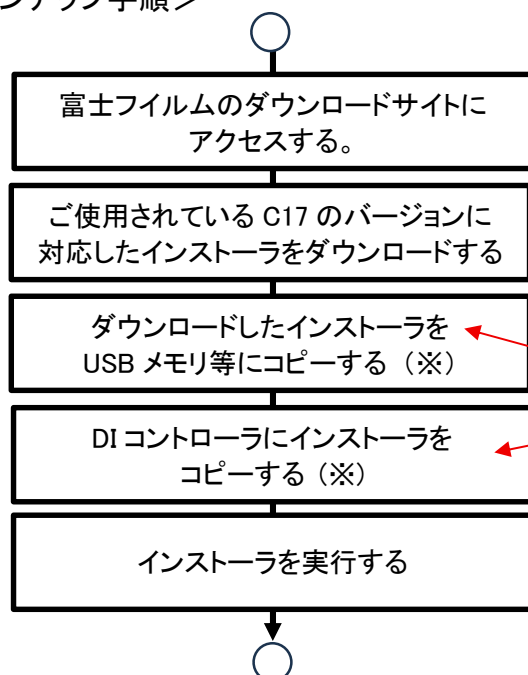 手順＞
富士フイルムのダウンロードサイトに
アクセスする。
ご使用されている C17 のバージョンに
対応したインストーラをダウンロードする
ダウンロードしたインストーラを
USB メモリ等にコピーする（※）
DI コントローラにインストーラを
コピーする（※）
インストーラを実行する